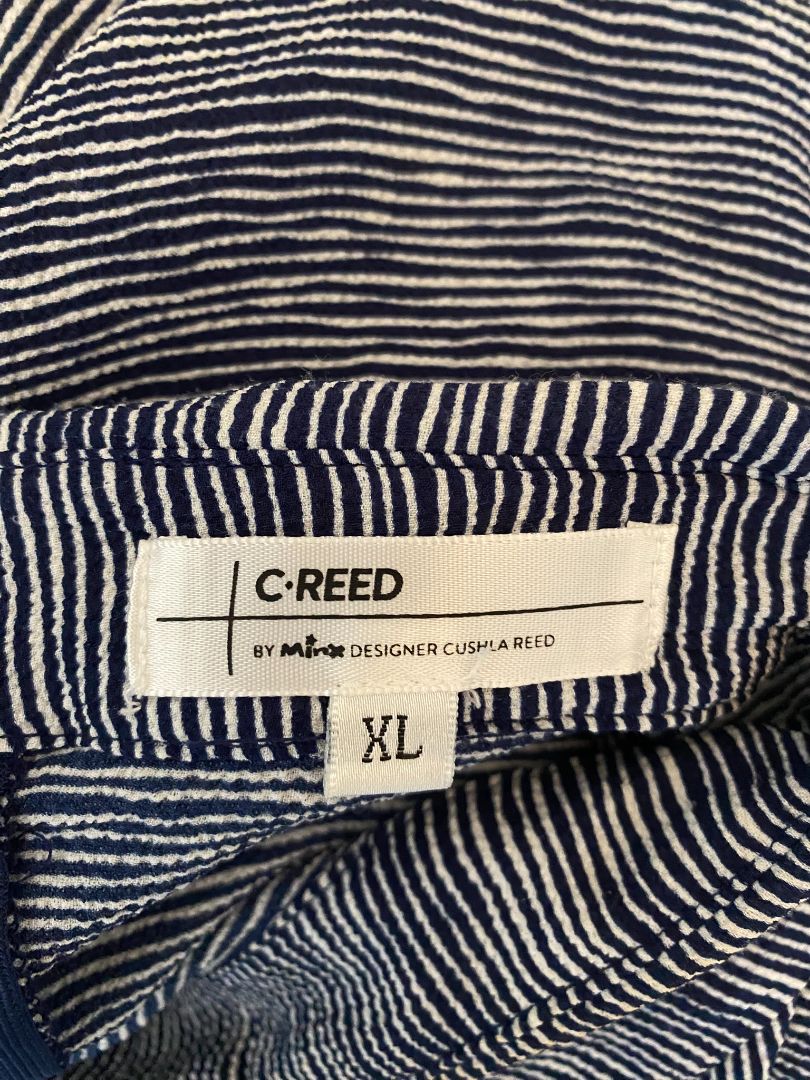 C·REED
BY Minx DESIGNER CUSHLA REED
XL